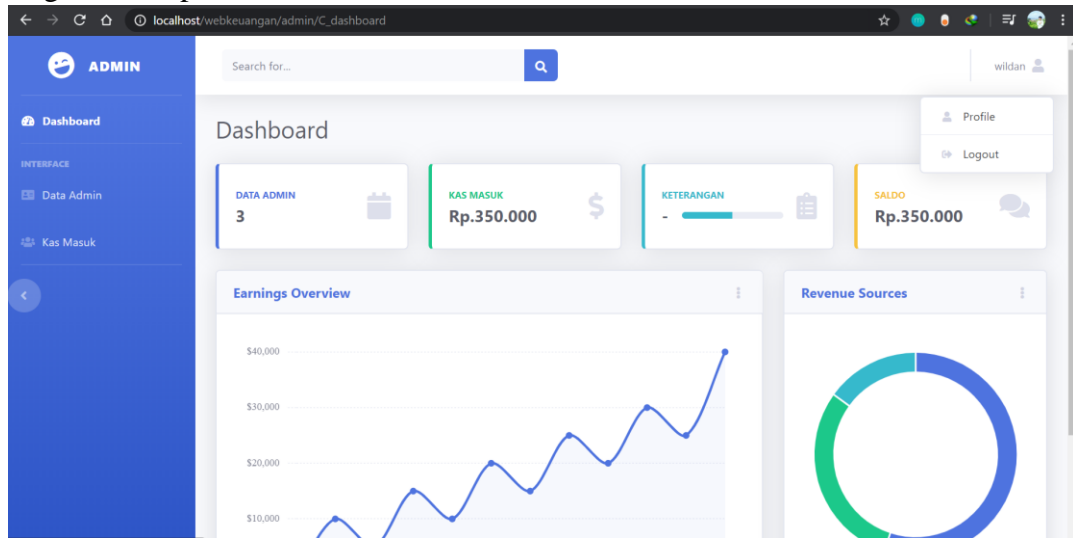 localhost/webkeuangan/admin/C_dashboard
ADMIN
Search for...
wildan
Profile
Logout
Dashboard
INTERFACE
Data Admin
Kas Masuk
Dashboard
DATA ADMIN
3
KAS MASUK
Rp.350.000
KETERANGAN
-
SALDO
Rp.350.000
Earnings Overview
Revenue Sources
$40,000
$30,000
$20,000
$10,000